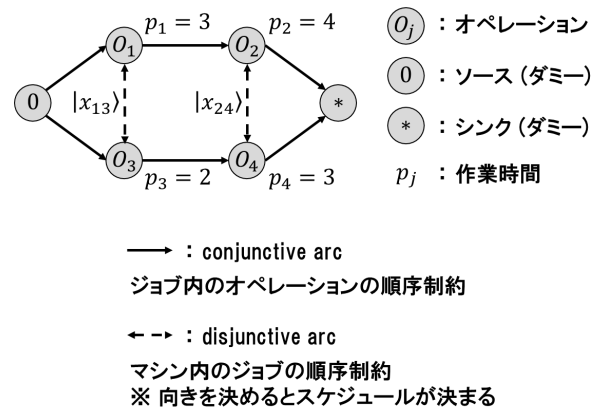 p₁ = 3
p₂ = 4
O₁
O₂
0
|x₁₃⟩
|x₂₄⟩
*
O₃
O₄
p₃ = 2
p₄ = 3
Oⱼ : オペレーション
0 : ソース (ダミー)
* : シンク (ダミー)
pⱼ : 作業時間
: conjunctive arc
ジョブ内のオペレーションの順序制約
: disjunctive arc
マシン内のジョブの順序制約
※ 向きを決めるとスケジュールが決まる